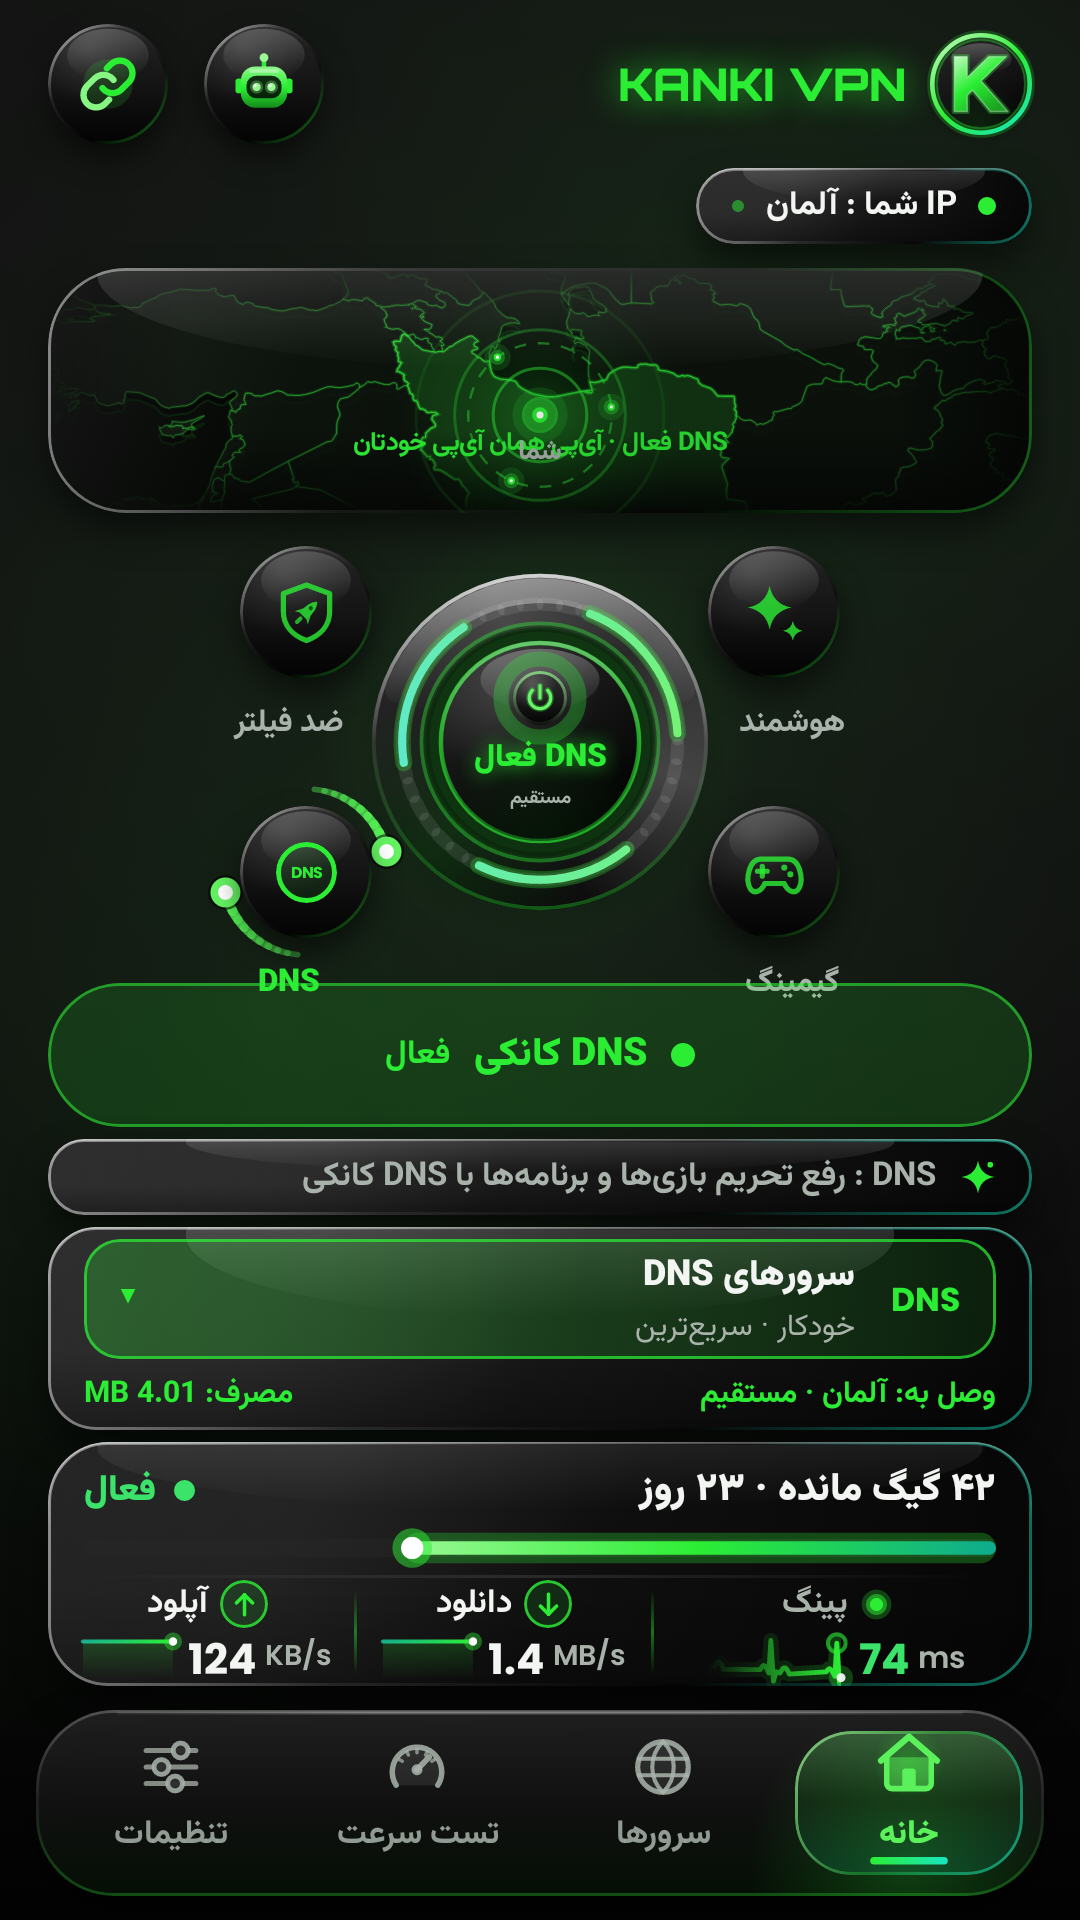 KANKI VPN
K
IP شما : آلمان
DNS فعال · آی‌پی همان آی‌پی خودتان
شما
ضد فیلتر
هوشمند
DNS فعال
مستقیم
DNS
DNS
گیمینگ
DNS کانکی فعال
DNS : رفع تحریم بازی‌ها و برنامه‌ها با DNS کانکی
DNS
سرورهای DNS
خودکار · سریع‌ترین
وصل به: آلمان · مستقیم
مصرف: 4.01 MB
۴۲ گیگ مانده · ۲۳ روز
فعال
پینگ
74 ms
دانلود
1.4 MB/s
آپلود
124 KB/s
خانه
سرورها
تست سرعت
تنظیمات